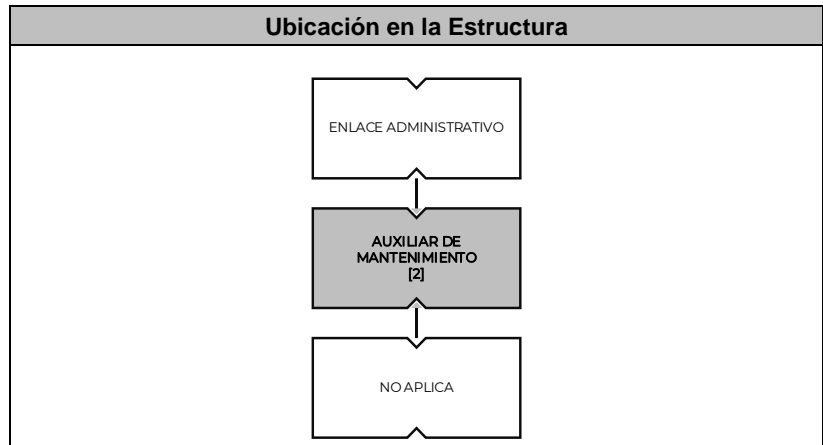 Ubicación en la Estructura
ENLACE ADMINISTRATIVO
AUXILIAR DE
MANTENIMIENTO
[2]
NO APLICA